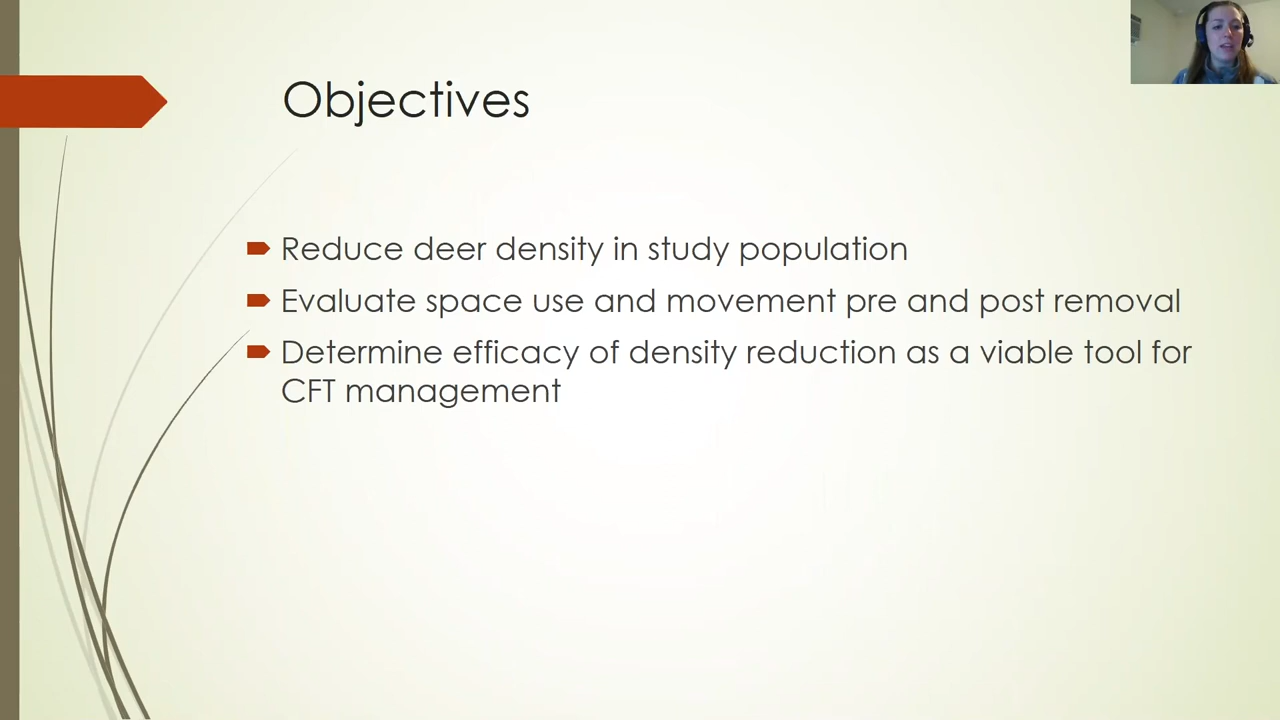 Objectives
Reduce deer density in study population
Evaluate space use and movement pre and post removal
Determine efficacy of density reduction as a viable tool for
CFT management